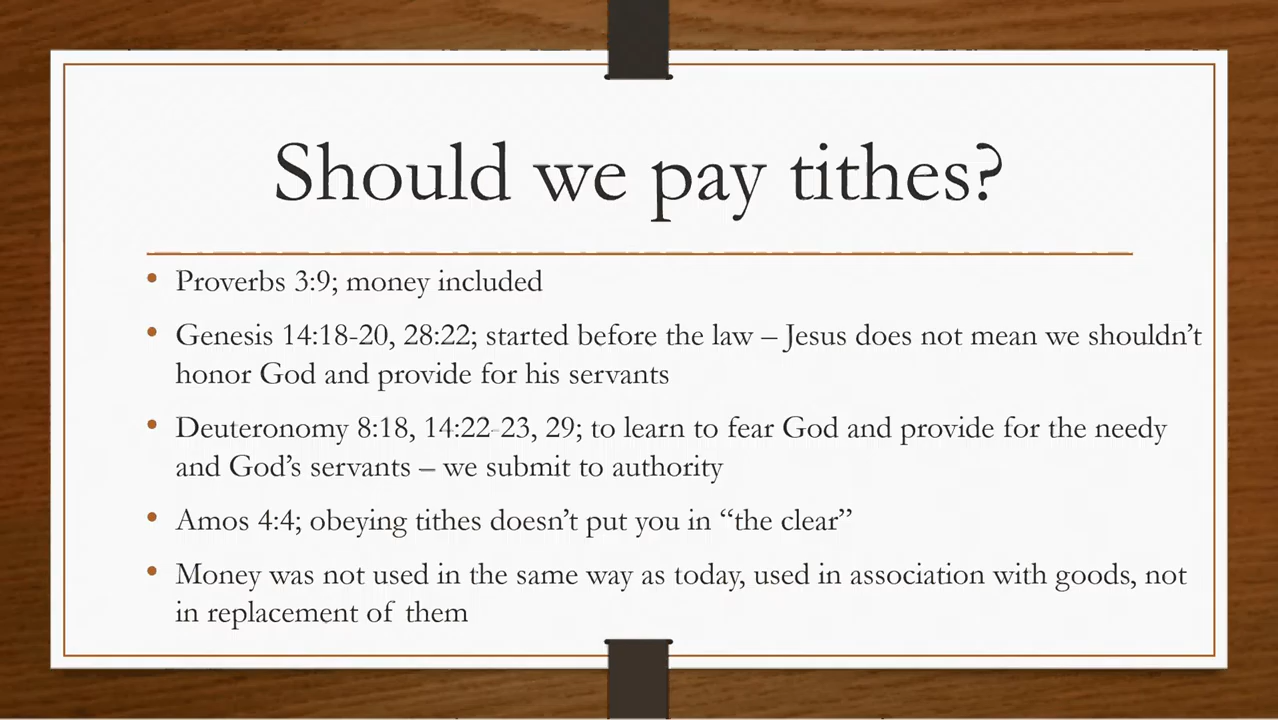 Should we pay tithes?
• Proverbs 3:9; money included
• Genesis 14:18-20, 28:22; started before the law – Jesus does not mean we shouldn’t
honor God and provide for his servants
• Deuteronomy 8:18, 14:22-23, 29; to learn to fear God and provide for the needy
and God’s servants – we submit to authority
• Amos 4:4; obeying tithes doesn’t put you in “the clear”
• Money was not used in the same way as today, used in association with goods, not
in replacement of them